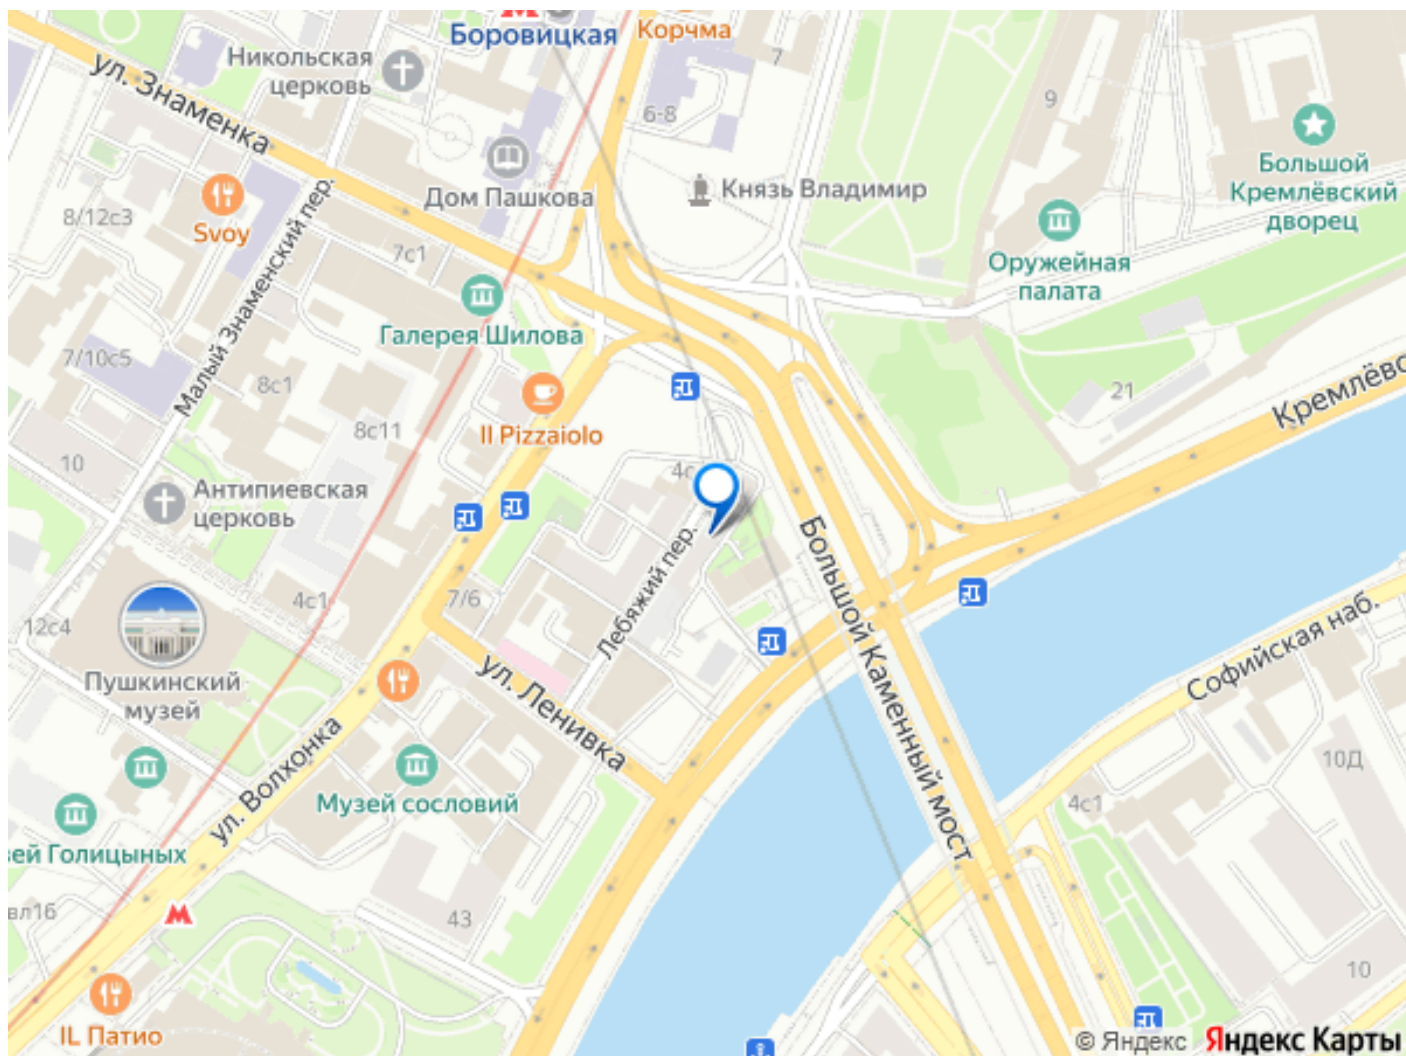 Боровицкая
Корчма
Никольская
церковь
7
ул. Знаменка
6-8
9
Дом Пашкова
Князь Владимир
Большой
Кремлёвский
дворец
8/12с3
Svoy
Малый Знаменский пер.
7с1
Оружейная
палата
Галерея Шилова
7/10с5
8с1
21
Кремлёвс
Il Pizzaiolo
8с11
10
4с
Антипиевская
церковь
Лебяжий пер.
Большой Каменный мост
4с1
7/6
12с4
Софийская наб.
Пушкинский
музей
ул. Ленивка
ул. Волхонка
10Д
Музей сословий
4с1
зей Голицыных
вл16
43
10
IL Патио
© Яндекс Яндекс Карты